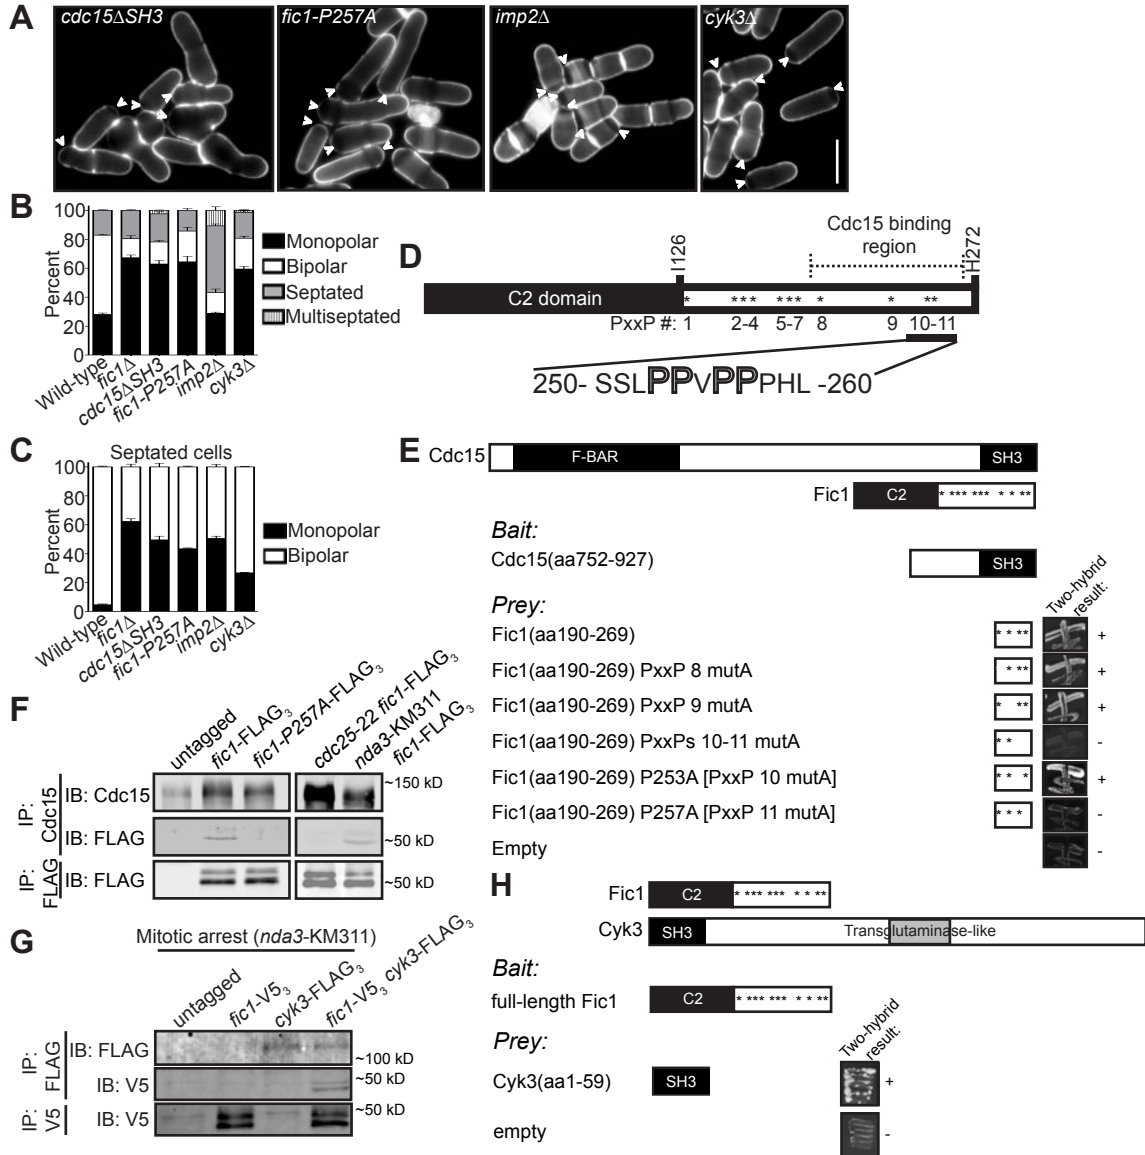 A
cdc15ΔSH3
fic1-P257A
imp2Δ
cyk3Δ
B
Percent
100
80
60
40
20
0
Wild-type
fic1Δ
cdc15ΔSH3
fic1-P257A
imp2Δ
cyk3Δ
Monopolar
Bipolar
Septated
Multiseptated
C
Septated cells
Percent
100
80
60
40
20
0
Wild-type
fic1Δ
cdc15ΔSH3
fic1-P257A
imp2Δ
cyk3Δ
Monopolar
Bipolar
D
Cdc15 binding
region
I126
H272
C2 domain
* *** *** * * **
PxxP #: 1 2-4 5-7 8 9 10-11
250- SSLPPVPPPHL -260
E
Cdc15
F-BAR
SH3
Fic1
C2
* *** *** * * **
Bait:
Cdc15(aa752-927)
SH3
Prey:
Two-hybrid
result:
Fic1(aa190-269)
* * **
+
Fic1(aa190-269) PxxP 8 mutA
* **
+
Fic1(aa190-269) PxxP 9 mutA
* **
+
Fic1(aa190-269) PxxPs 10-11 mutA
* *
-
Fic1(aa190-269) P253A [PxxP 10 mutA]
* * *
+
Fic1(aa190-269) P257A [PxxP 11 mutA]
* * *
-
Empty
-
F
untagged
fic1-FLAG3
fic1-P257A-FLAG3
cdc25-22 fic1-FLAG3
nda3-KM311
fic1-FLAG3
IP:
Cdc15
IB: Cdc15
~150 kD
IB: FLAG
~50 kD
IP:
FLAG
IB: FLAG
~50 kD
G
Mitotic arrest (nda3-KM311)
untagged
fic1-V53
cyk3-FLAG3
fic1-V53 cyk3-FLAG3
IP:
FLAG
IB: FLAG
~100 kD
IB: V5
~50 kD
IP:
V5
IB: V5
~50 kD
H
Fic1
C2
* *** *** * * **
Cyk3
SH3
Transglutaminase-like
Bait:
full-length Fic1
C2
* *** *** * * **
Prey:
Two-hybrid
result:
Cyk3(aa1-59)
SH3
+
empty
-